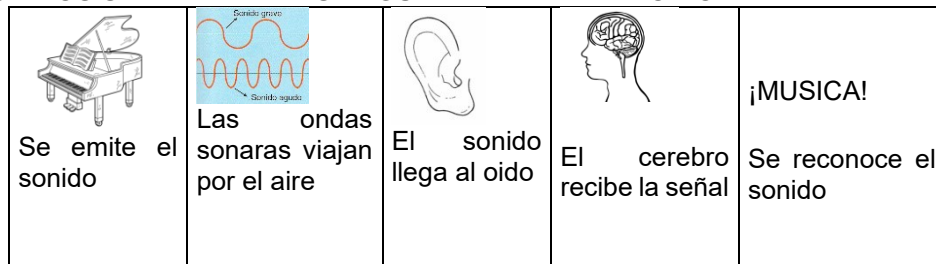 Se emite el
sonido
Sonido grave
Sonido agudo
Las ondas
sonaras viajan
por el aire
El sonido
llega al oido
El cerebro
recibe la señal
¡MUSICA!
Se reconoce el
sonido